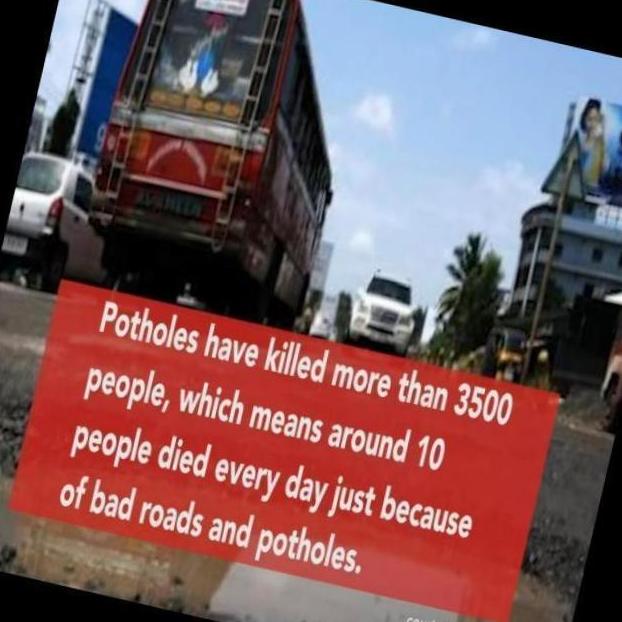 Potholes have killed more than 3500
people, which means around 10
people died every day just because
of bad roads and potholes.